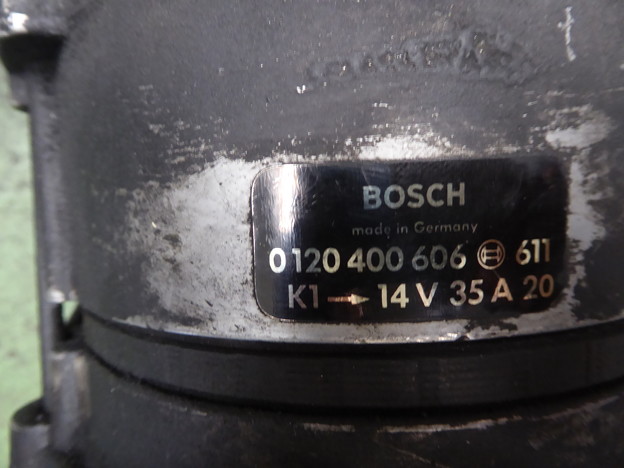 BOSCH
made in Germany
0 120 400 606 611
K1 → 14 V 35 A 20